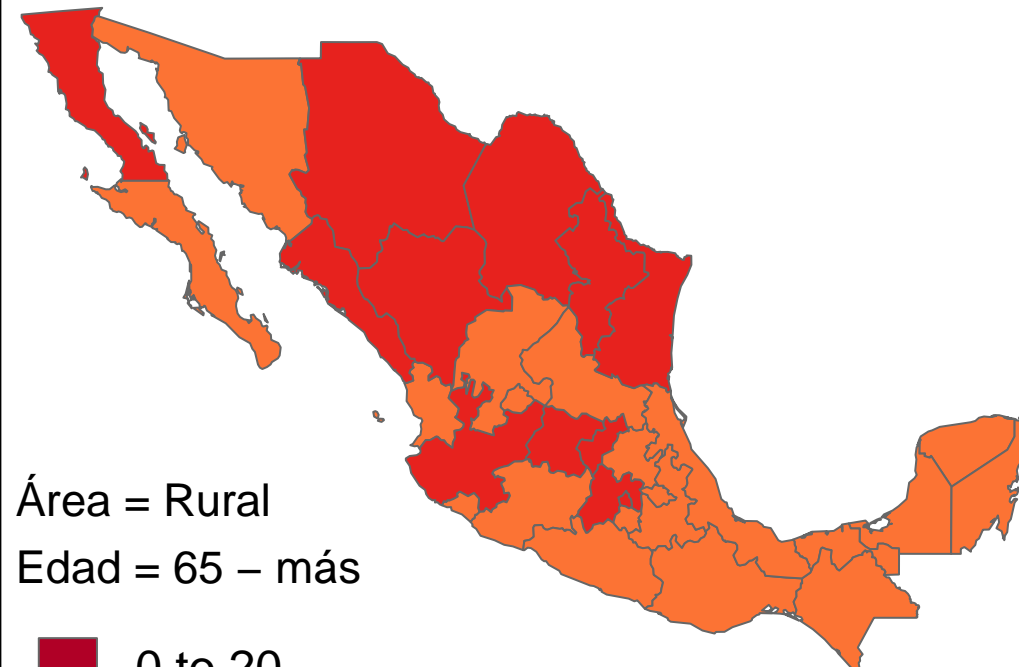 Área = Rural
Edad = 65 – más
0 to 20